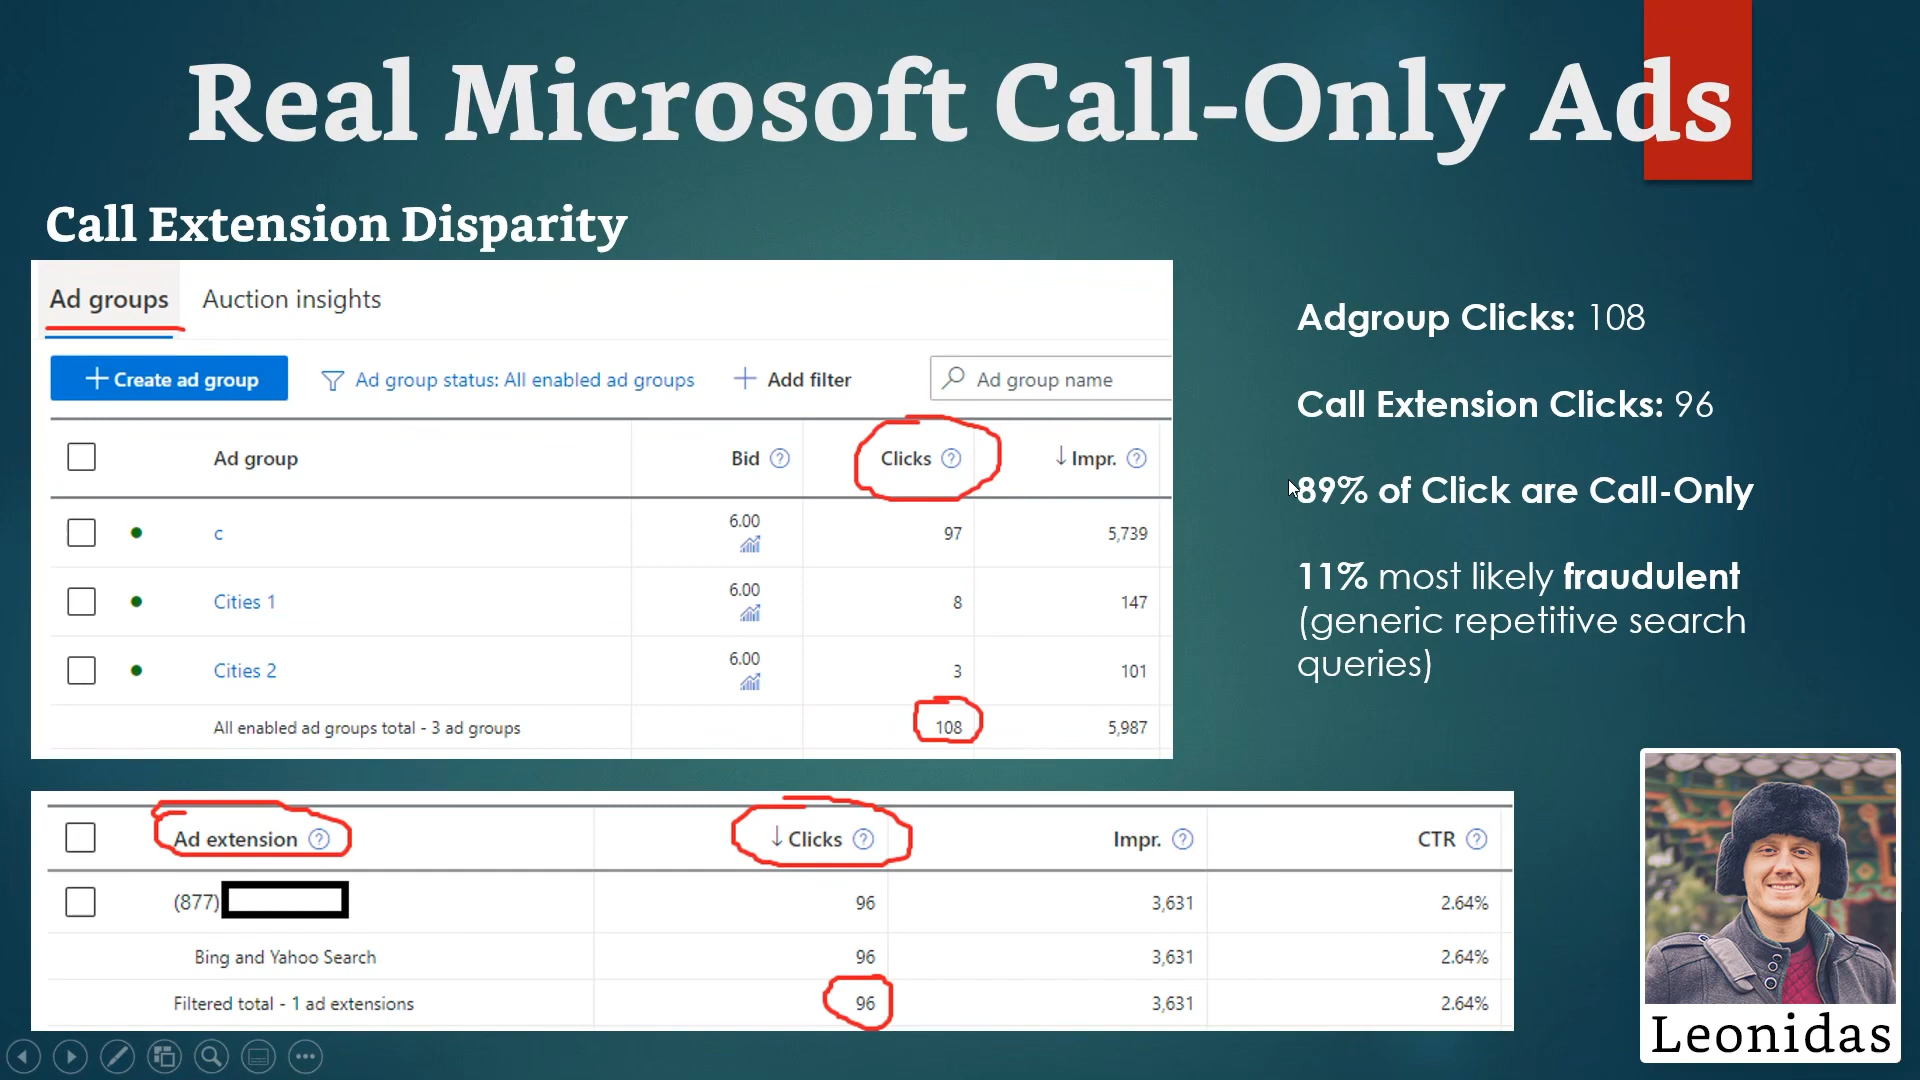 Real Microsoft Call-Only Ads
Call Extension Disparity
Ad groups Auction insights
Create ad group Ad group status: All enabled ad groups Add filter Ad group name
Ad group Bid Clicks Impr.
c 6.00 97 5,739
Cities 1 6.00 8 147
Cities 2 6.00 3 101
All enabled ad groups total - 3 ad groups 108 5,987
Adgroup Clicks: 108
Call Extension Clicks: 96
89% of Click are Call-Only
11% most likely fraudulent
(generic repetitive search
queries)
Ad extension Clicks Impr. CTR
(877) 96 3,631 2.64%
Bing and Yahoo Search 96 3,631 2.64%
Filtered total - 1 ad extensions 96 3,631 2.64%
Leonidas